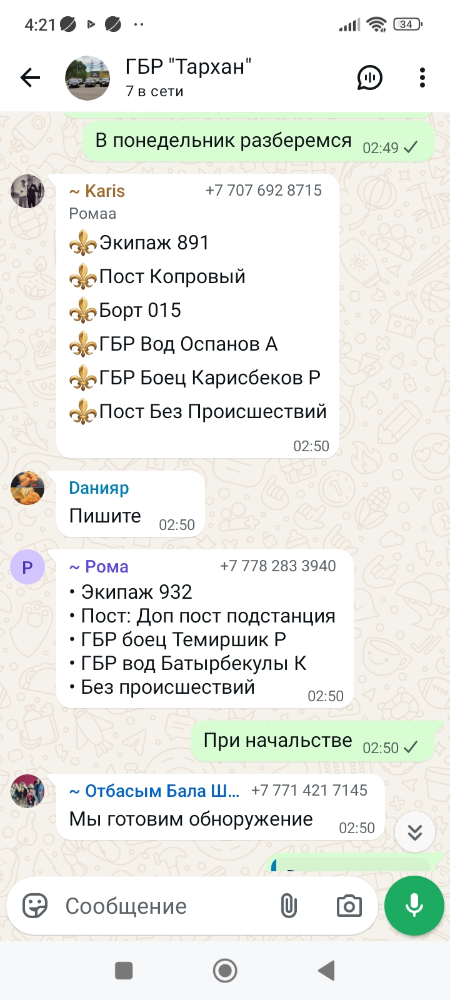 4:21
34
ГБР "Тархан"
7 в сети
В понедельник разберемся 02:49
~ Karis +7 707 692 8715
Ромаа
⚜️Экипаж 891
⚜️Пост Копровый
⚜️Борт 015
⚜️ГБР Вод Оспанов А
⚜️ГБР Боец Карисбеков Р
⚜️Пост Без Происшествий
02:50
Dанияр
Пишите 02:50
Р
~ Рома +7 778 283 3940
• Экипаж 932
• Пост: Доп пост подстанция
• ГБР боец Темиршик Р
• ГБР вод Батырбекулы К
• Без происшествий
02:50
При начальстве 02:50
~ Отбасым Бала Ш... +7 771 421 7145
Мы готовим обноружение 02:50
Сообщение